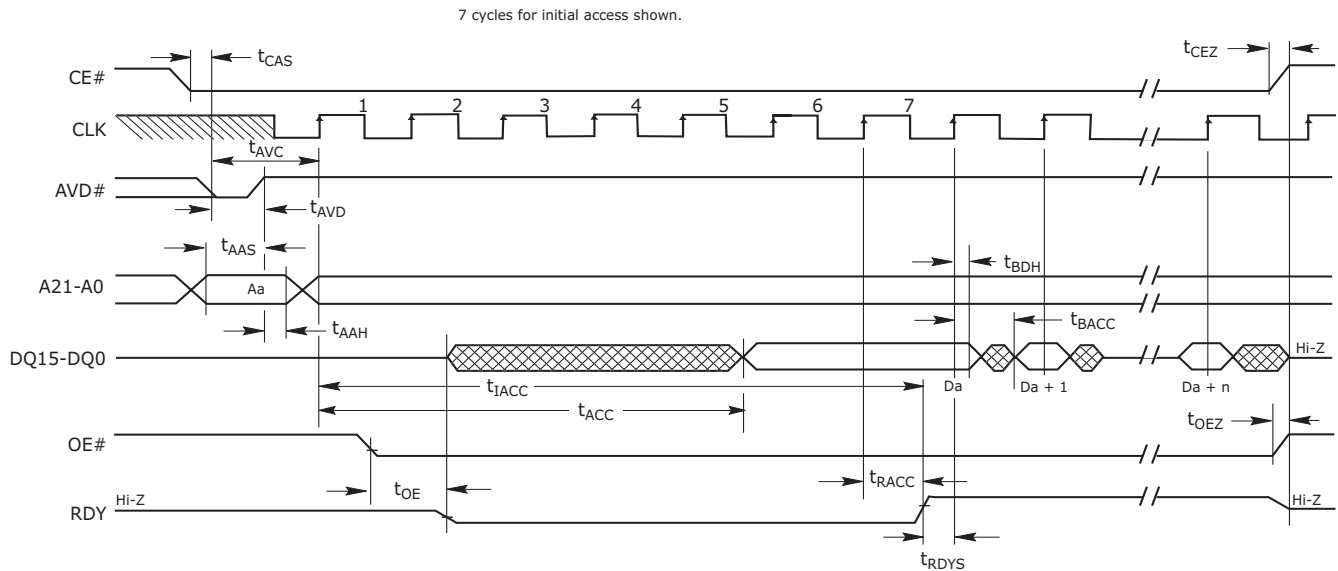 7 cycles for initial access shown.
tCAS
tCEZ
CE#
1 2 3 4 5 6 7
CLK
tAVC
AVD#
tAVD
tAAS
tBDH
A21-A0
Aa
tAAH
tBACC
DQ15-DQ0
Hi-Z
tIACC
Da
Da + 1
Da + n
tACC
tOEZ
OE#
tRACC
tOE
Hi-Z
Hi-Z
RDY
tRDYS